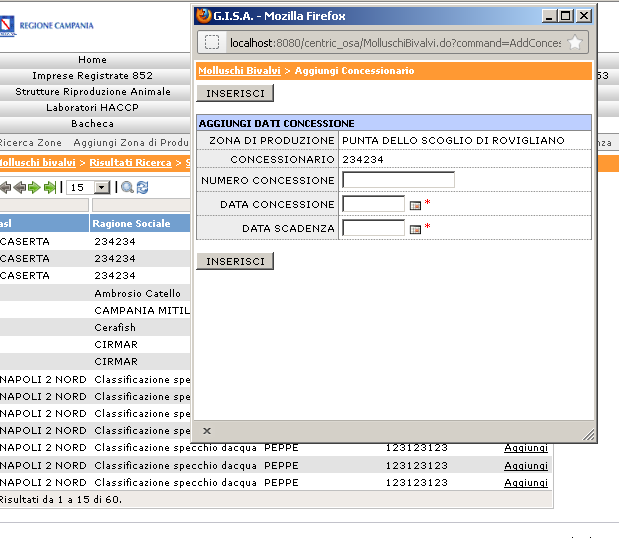 REGIONE CAMPANIA
G.I.S.A. - Mozilla Firefox
localhost:8080/centric_osa/MolluschiBivalvi.do?command=AddConces
Molluschi Bivalvi > Aggiungi Concessionario
INSERISCI
AGGIUNGI DATI CONCESSIONE
ZONA DI PRODUZIONE PUNTA DELLO SCOGLIO DI ROVIGLIANO
CONCESSIONARIO 234234
NUMERO CONCESSIONE
DATA CONCESSIONE *
DATA SCADENZA *
INSERISCI
Home
Imprese Registrate 852 53
Strutture Riproduzione Animale
Laboratori HACCP
Bacheca
Ricerca Zone Aggiungi Zona di Produ nza
Molluschi bivalvi > Risultati Ricerca > S
15
asl Ragione Sociale
CASERTA 234234
CASERTA 234234
CASERTA 234234
Ambrosio Catello
CAMPANIA MITIL
Cerafish
CIRMAR
CIRMAR
NAPOLI 2 NORD Classificazione spe
NAPOLI 2 NORD Classificazione spe
NAPOLI 2 NORD Classificazione spe
NAPOLI 2 NORD Classificazione spe
NAPOLI 2 NORD Classificazione specchio dacqua PEPPE 123123123 Aggiungi
NAPOLI 2 NORD Classificazione specchio dacqua PEPPE 123123123 Aggiungi
NAPOLI 2 NORD Classificazione specchio dacqua PEPPE 123123123 Aggiungi
Risultati da 1 a 15 di 60.